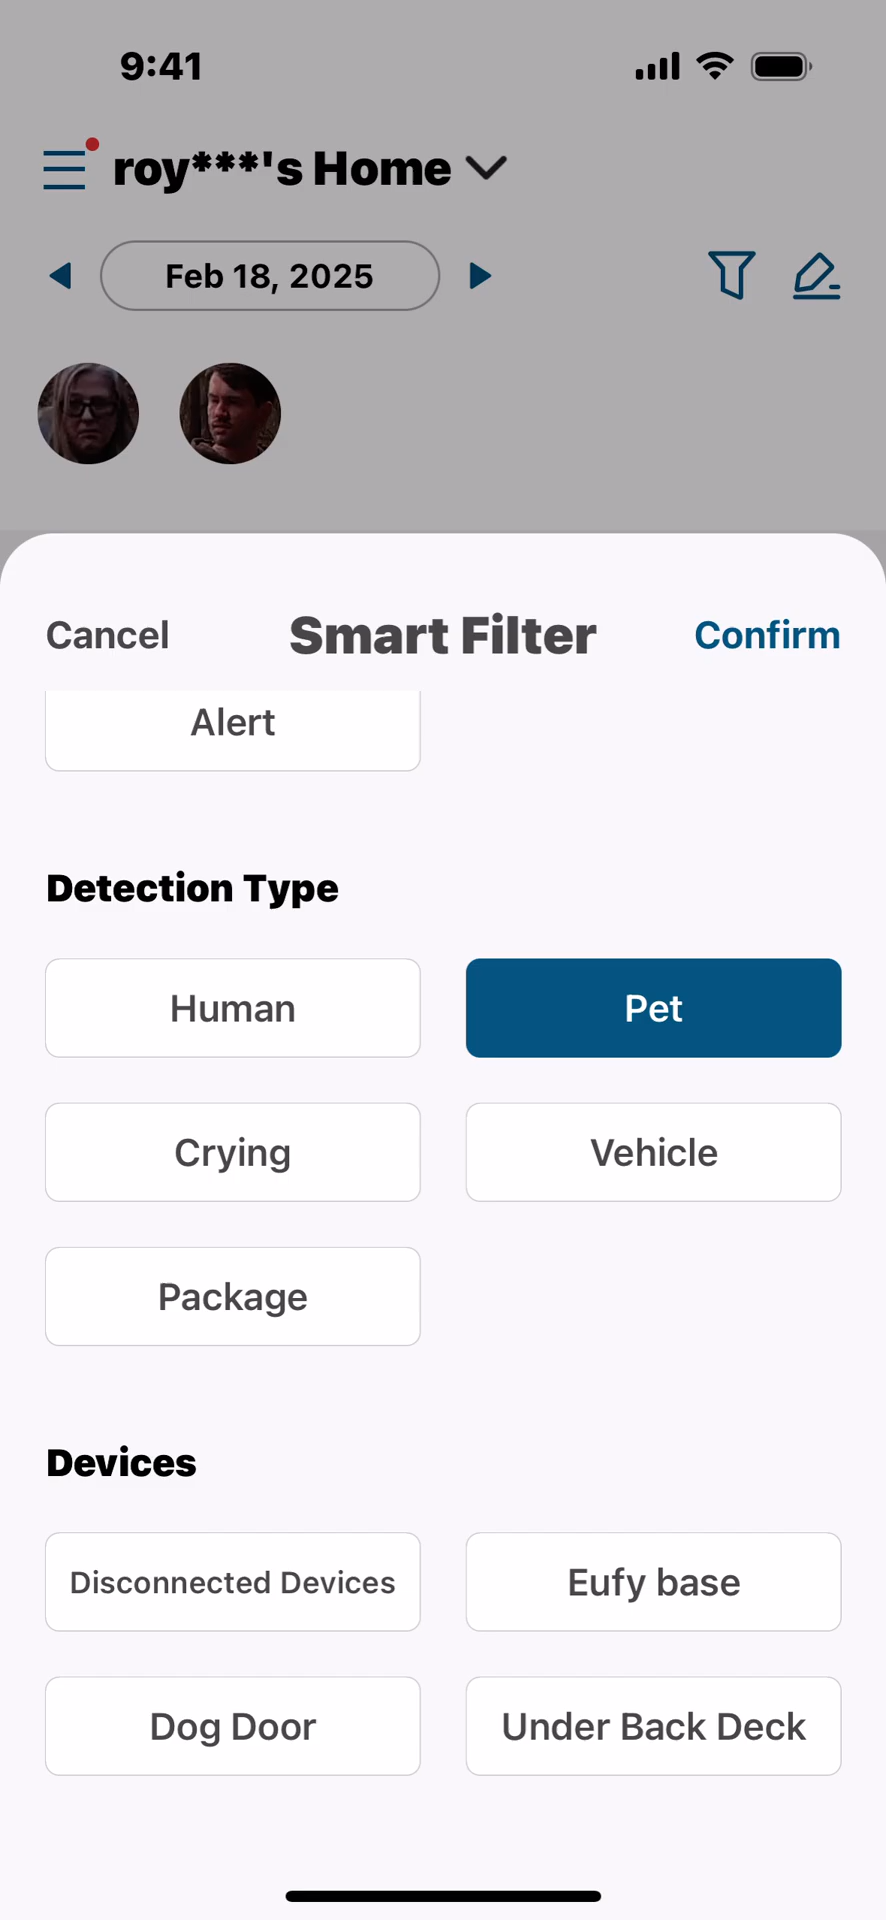 9:41
roy***'s Home
Feb 18, 2025
Cancel
Smart Filter
Confirm
Alert
Detection Type
Human
Pet
Crying
Vehicle
Package
Devices
Disconnected Devices
Eufy base
Dog Door
Under Back Deck